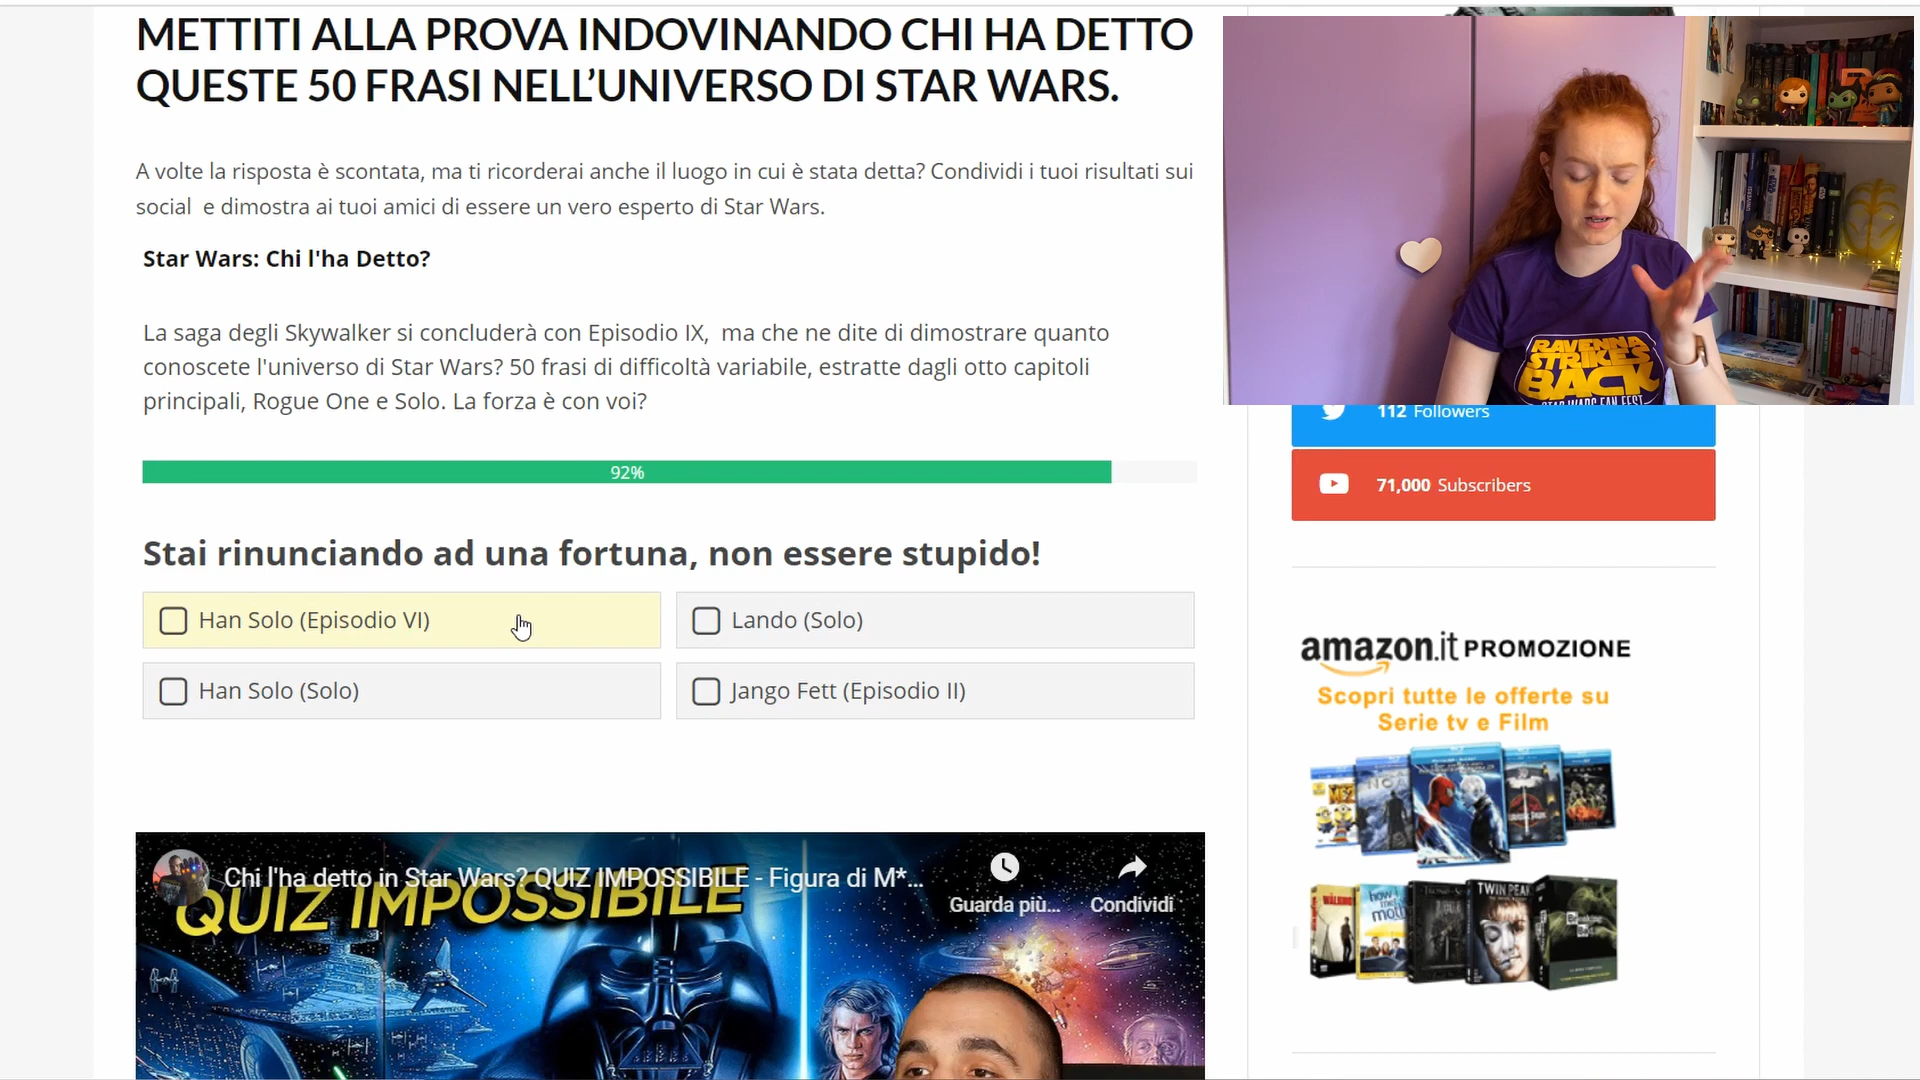 METTITI ALLA PROVA INDOVINANDO CHI HA DETTO
QUESTE 50 FRASI NELL’UNIVERSO DI STAR WARS.
A volte la risposta è scontata, ma ti ricorderai anche il luogo in cui è stata detta? Condividi i tuoi risultati sui
social e dimostra ai tuoi amici di essere un vero esperto di Star Wars.
Star Wars: Chi l'ha Detto?
La saga degli Skywalker si concluderà con Episodio IX, ma che ne dite di dimostrare quanto
conoscete l'universo di Star Wars? 50 frasi di difficoltà variabile, estratte dagli otto capitoli
principali, Rogue One e Solo. La forza è con voi?
92%
Stai rinunciando ad una fortuna, non essere stupido!
Han Solo (Episodio VI)
Lando (Solo)
Han Solo (Solo)
Jango Fett (Episodio II)
Chi l'ha detto in Star Wars? QUIZ IMPOSSIBILE - Figura di M*...
Guarda più...
Condividi
QUIZ IMPOSSIBILE
RAVENNA
STRIKES
BACK
STAR WARS FAN FEST
112 Followers
71,000 Subscribers
amazon.it PROMOZIONE
Scopri tutte le offerte su
Serie tv e Film
TWIN PEAKS